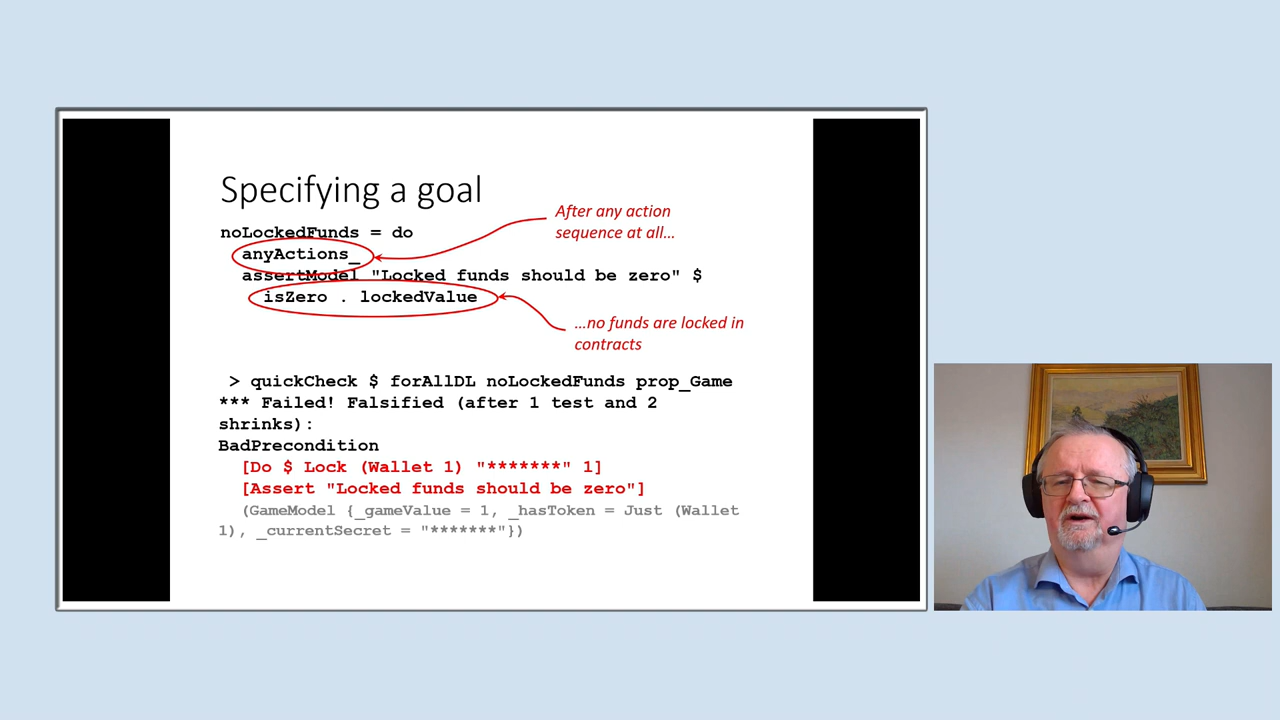 Specifying a goal
noLockedFunds = do
anyActions_
assertModel "Locked funds should be zero" $
isZero . lockedValue
After any action
sequence at all…
…no funds are locked in
contracts
> quickCheck $ forAllDL noLockedFunds prop_Game
*** Failed! Falsified (after 1 test and 2
shrinks):
BadPrecondition
[Do $ Lock (Wallet 1) "*******" 1]
[Assert "Locked funds should be zero"]
(GameModel {_gameValue = 1, _hasToken = Just (Wallet
1), _currentSecret = "*******"})